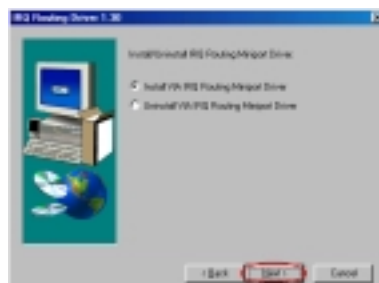 IRQ Routing Driver 1.30
Install/Uninstall IRQ Routing Miniport Driver.
Install VIA IRQ Routing Miniport Driver
Uninstall VIA IRQ Routing Miniport Driver
< Back
Next >
Cancel